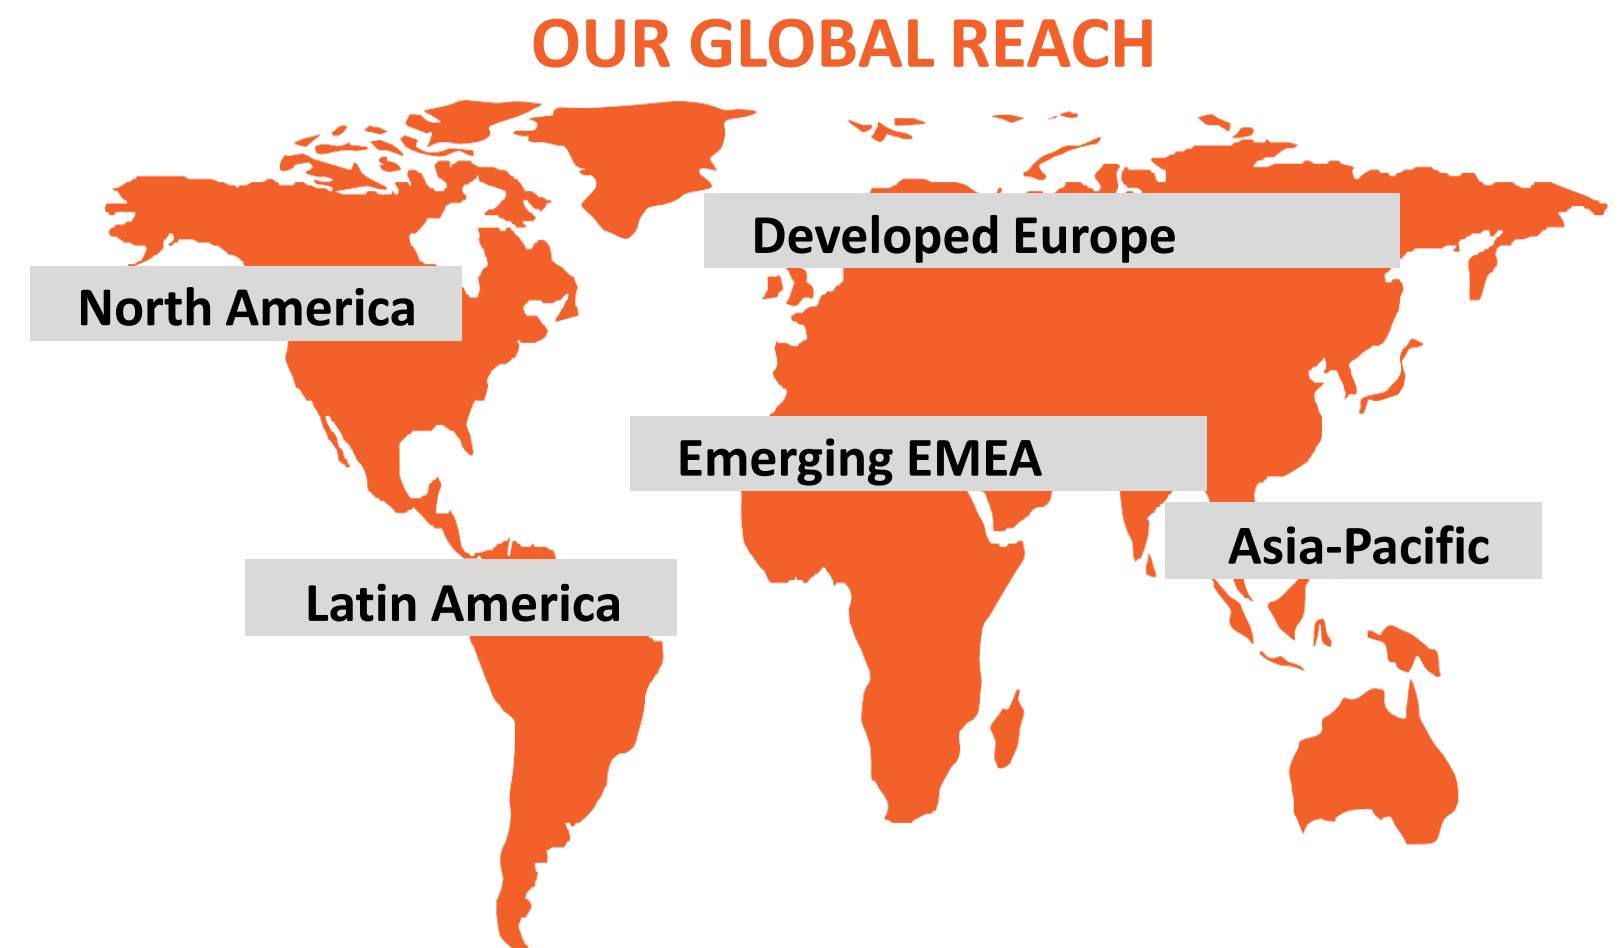 OUR GLOBAL REACH
Developed Europe
North America
Emerging EMEA
Asia-Pacific
Latin America